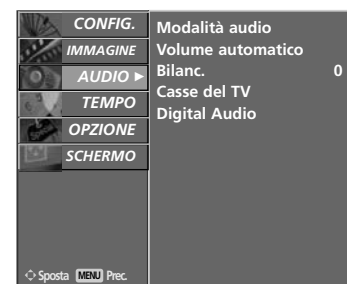 CONFIG.
IMMAGINE
AUDIO
TEMPO
OPZIONE
SCHERMO
Modalità audio
Volume automatico
Bilanc. 0
Casse del TV
Digital Audio
Sposta MENU Prec.